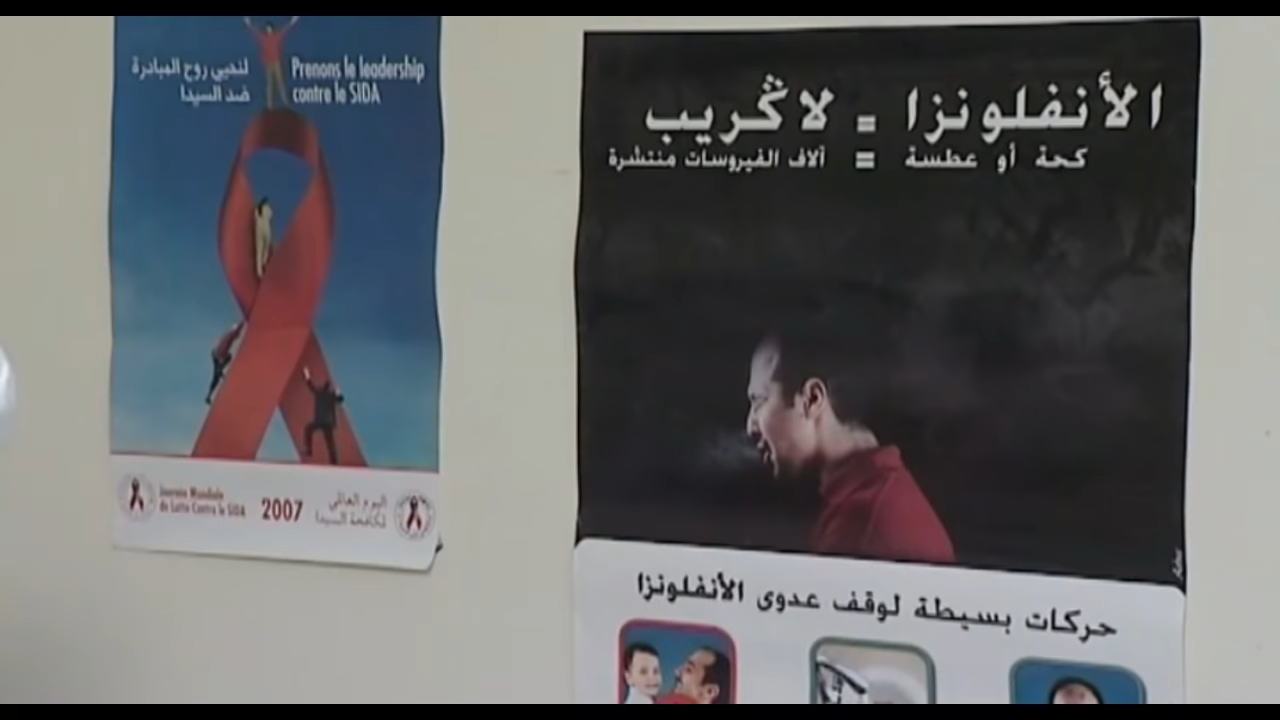 لنحيي روح المبادرة
ضد السيدا
Prenons le leadership
contre le SIDA
Journée Mondiale
de Lutte Contre le SIDA
2007
اليوم العالمي
لمكافحة السيدا
الأنفلونزا = لاڭريب
كحة أو عطسة = آلاف الفيروسات منتشرة
حركات بسيطة لوقف عدوى الأنفلونزا